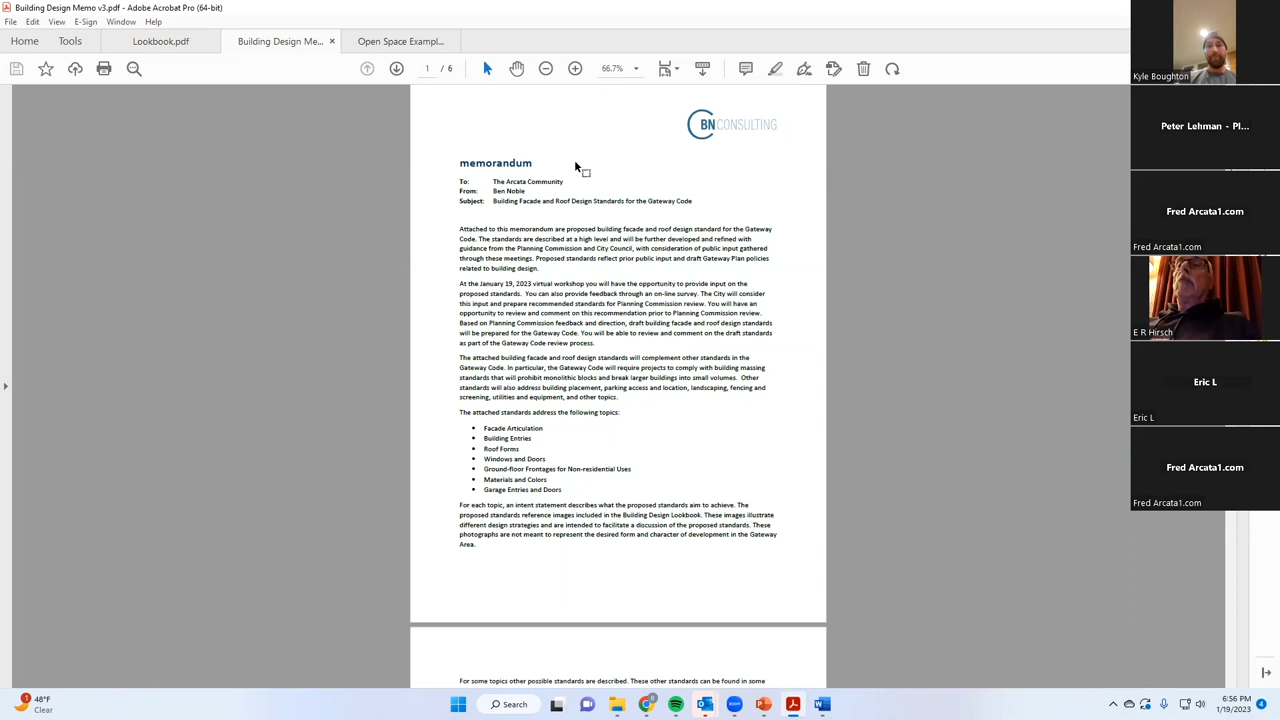 Building Design Memo v3.pdf - Adobe Acrobat Pro (64-bit)
File Edit View E-Sign Window Help
Home Tools Lookbook.pdf Building Design Me... × Open Space Exampl...
1 / 6 66.7%
BN CONSULTING
memorandum
To: The Arcata Community
From: Ben Noble
Subject: Building Facade and Roof Design Standards for the Gateway Code
Attached to this memorandum are proposed building facade and roof design standard for the Gateway
Code. The standards are described at a high level and will be further developed and refined with
guidance from the Planning Commission and City Council, with consideration of public input gathered
through these meetings. Proposed standards reflect prior public input and draft Gateway Plan policies
related to building design.
At the January 19, 2023 virtual workshop you will have the opportunity to provide input on the
proposed standards. You can also provide feedback through an on-line survey. The City will consider
this input and prepare recommended standards for Planning Commission review. You will have an
opportunity to review and comment on this recommendation prior to Planning Commission review.
Based on Planning Commission feedback and direction, draft building facade and roof design standards
will be prepared for the Gateway Code. You will be able to review and comment on the draft standards
as part of the Gateway Code review process.
The attached building facade and roof design standards will complement other standards in the
Gateway Code. In particular, the Gateway Code will require projects to comply with building massing
standards that will prohibit monolithic blocks and break larger buildings into small volumes. Other
standards will also address building placement, parking access and location, landscaping, fencing and
screening, utilities and equipment, and other topics.
The attached standards address the following topics:
• Facade Articulation
• Building Entries
• Roof Forms
• Windows and Doors
• Ground-floor Frontages for Non-residential Uses
• Materials and Colors
• Garage Entries and Doors
For each topic, an intent statement describes what the proposed standards aim to achieve. The
proposed standards reference images included in the Building Design Lookbook. These images illustrate
different design strategies and are intended to facilitate a discussion of the proposed standards. These
photographs are not meant to represent the desired form and character of development in the Gateway
Area.
For some topics other possible standards are described. These other standards can be found in some
Kyle Boughton
Peter Lehman - Pl...
Fred Arcata1.com
Fred Arcata1.com
E R Hirsch
Eric L
Eric L
Fred Arcata1.com
Fred Arcata1.com
1
48°F
Clear
Search
zoom
6:56 PM
1/19/2023
4